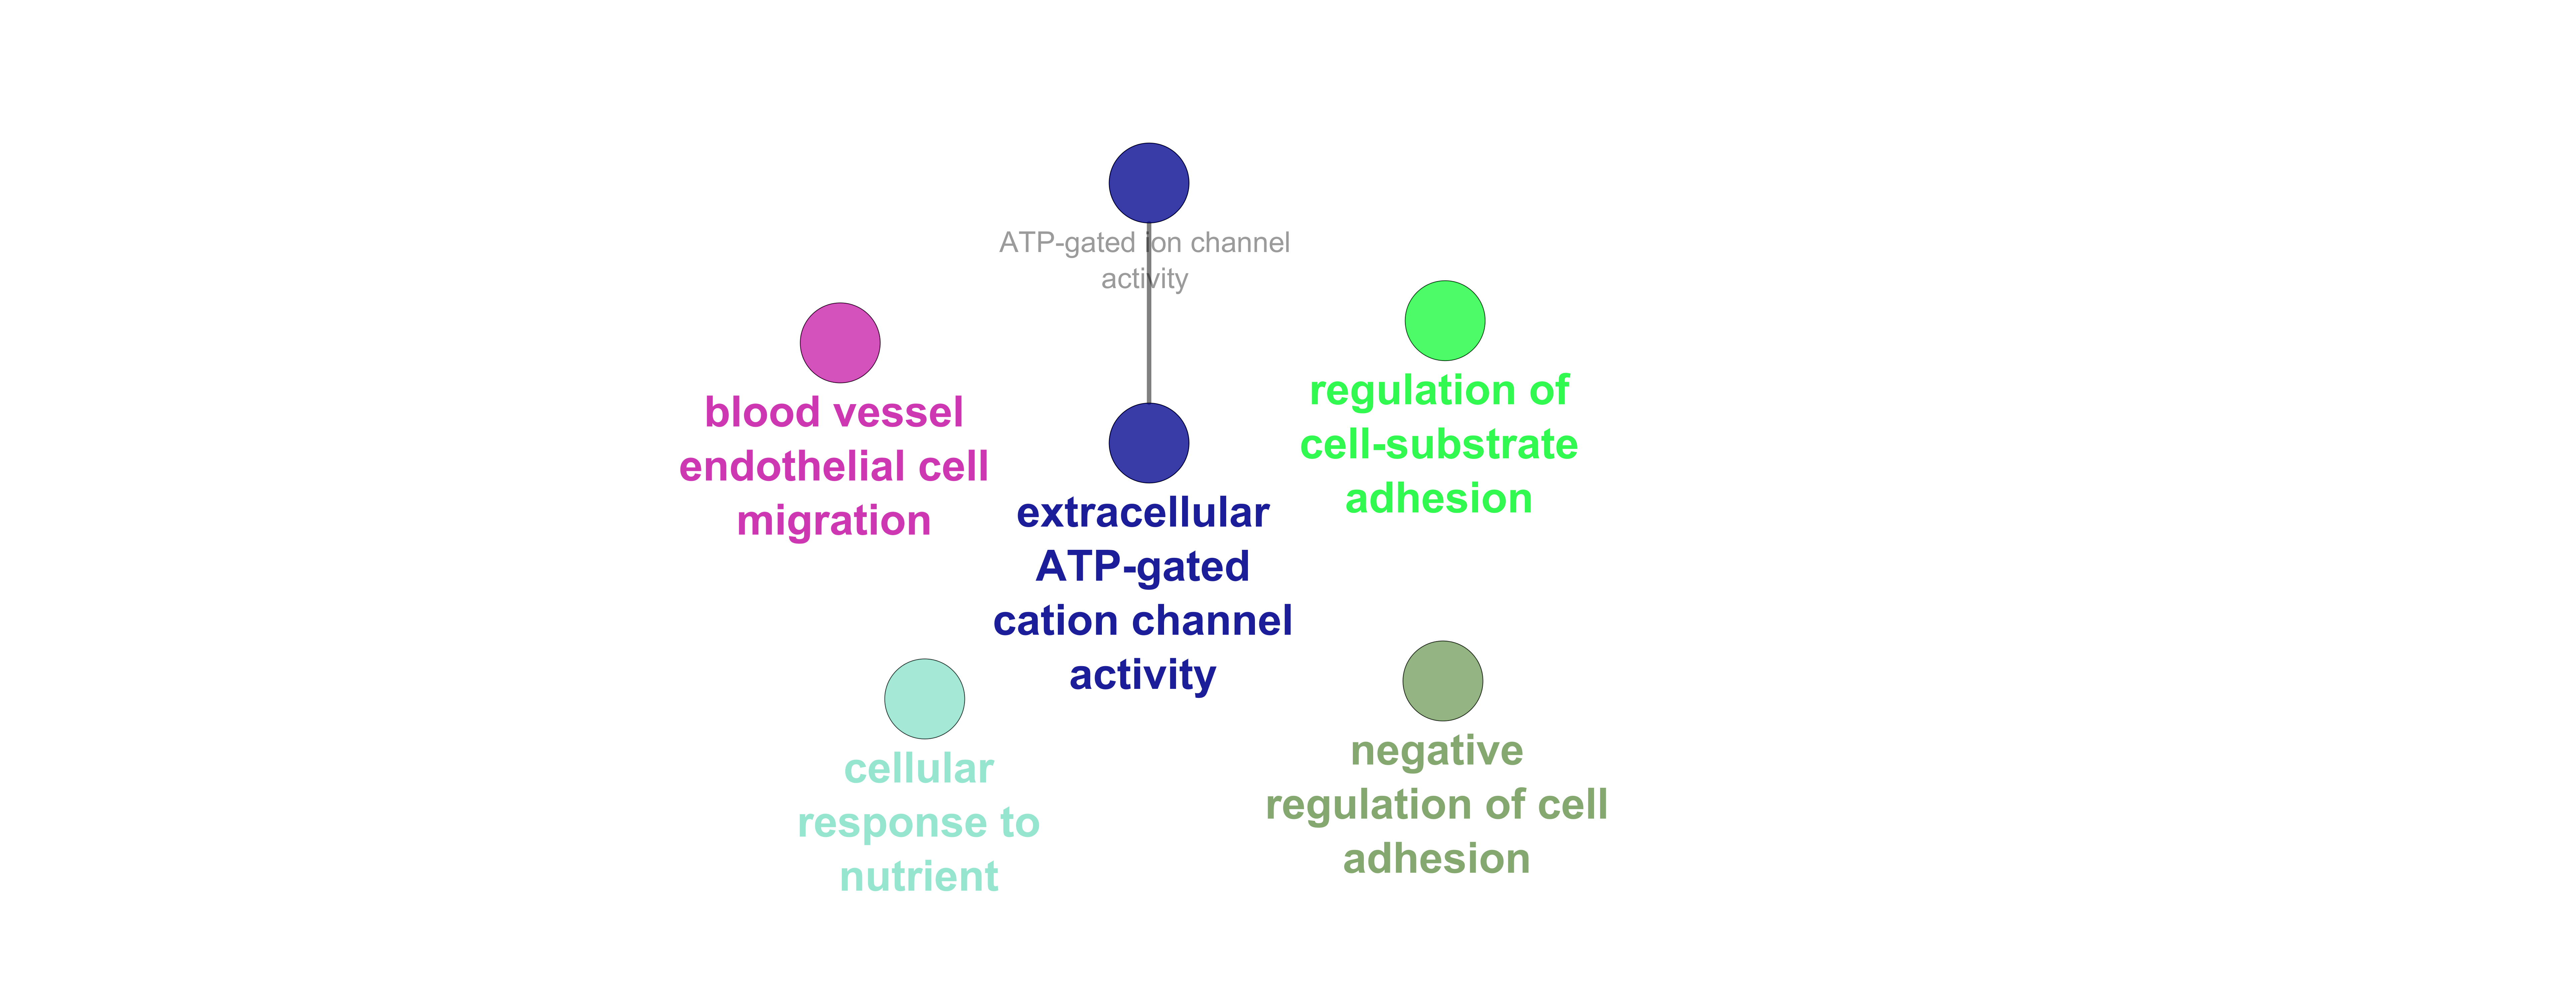 ATP-gated ion channel
activity
blood vessel
endothelial cell
migration
regulation of
cell-substrate
adhesion
extracellular
ATP-gated
cation channel
activity
cellular
response to
nutrient
negative
regulation of cell
adhesion